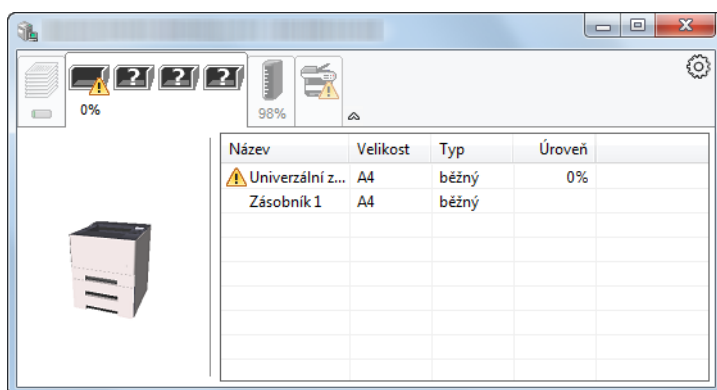 ? ? ?
0%
98%
Název Velikost Typ Úroveň
Univerzální z... A4 běžný 0%
Zásobník 1 A4 běžný